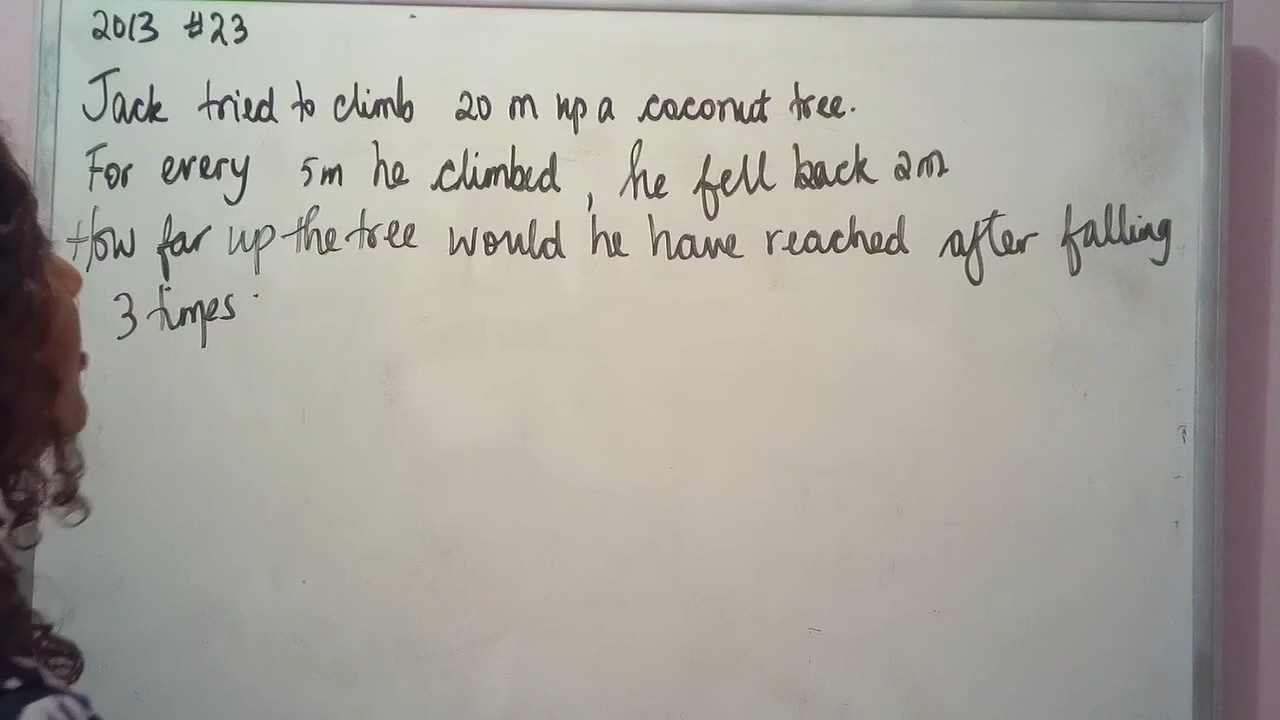 2013 #23
Jack tried to climb 20 m up a coconut tree.
For every 5m he climbed, he fell back 2m
How far up the tree would he have reached after falling
3 times.